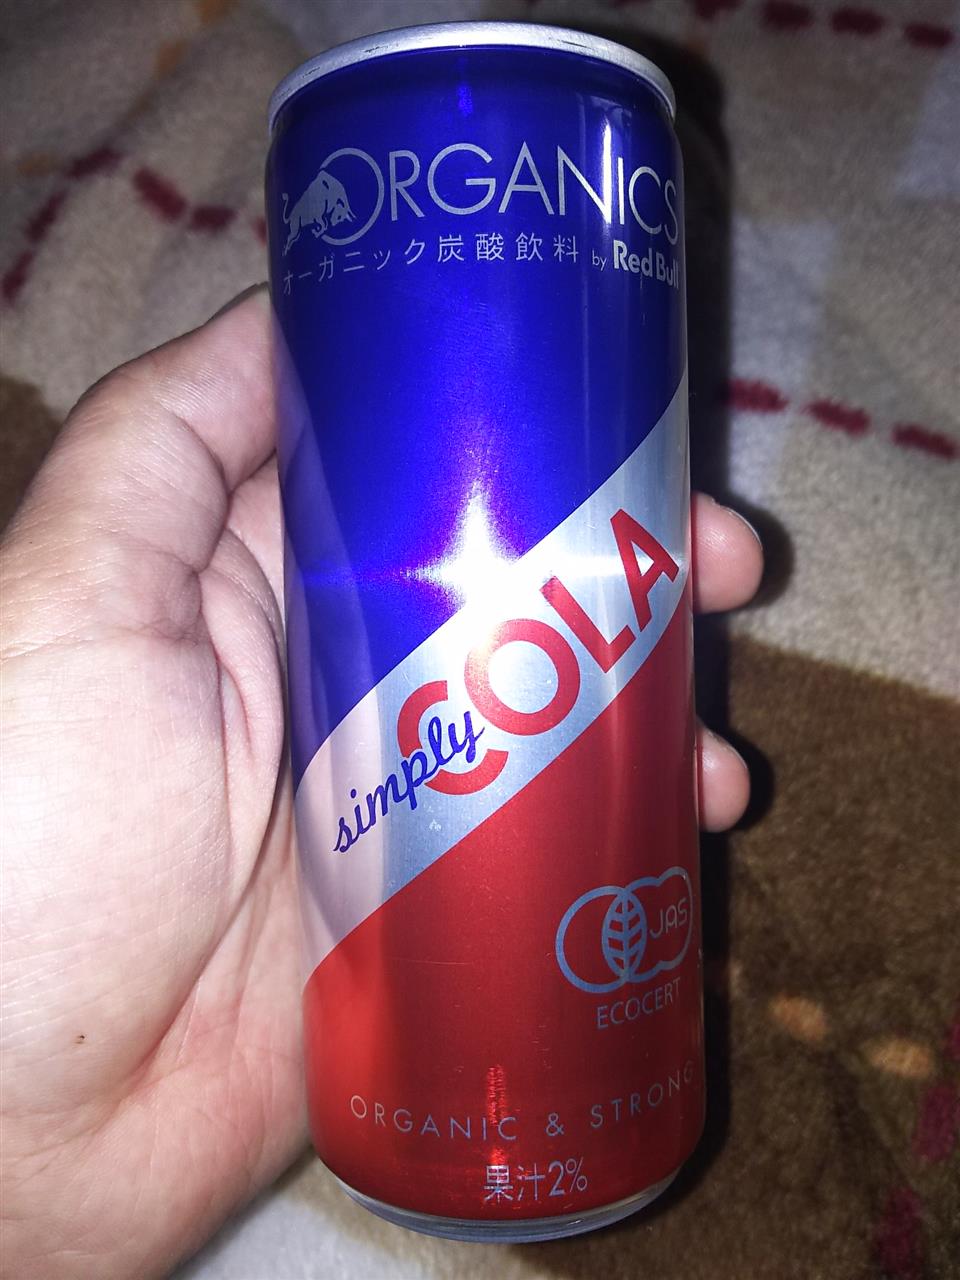 ORGANICS
オーガニック炭酸飲料 by Red Bull
simply COLA
JAS
ECOCERT
ORGANIC & STRONG
果汁2%